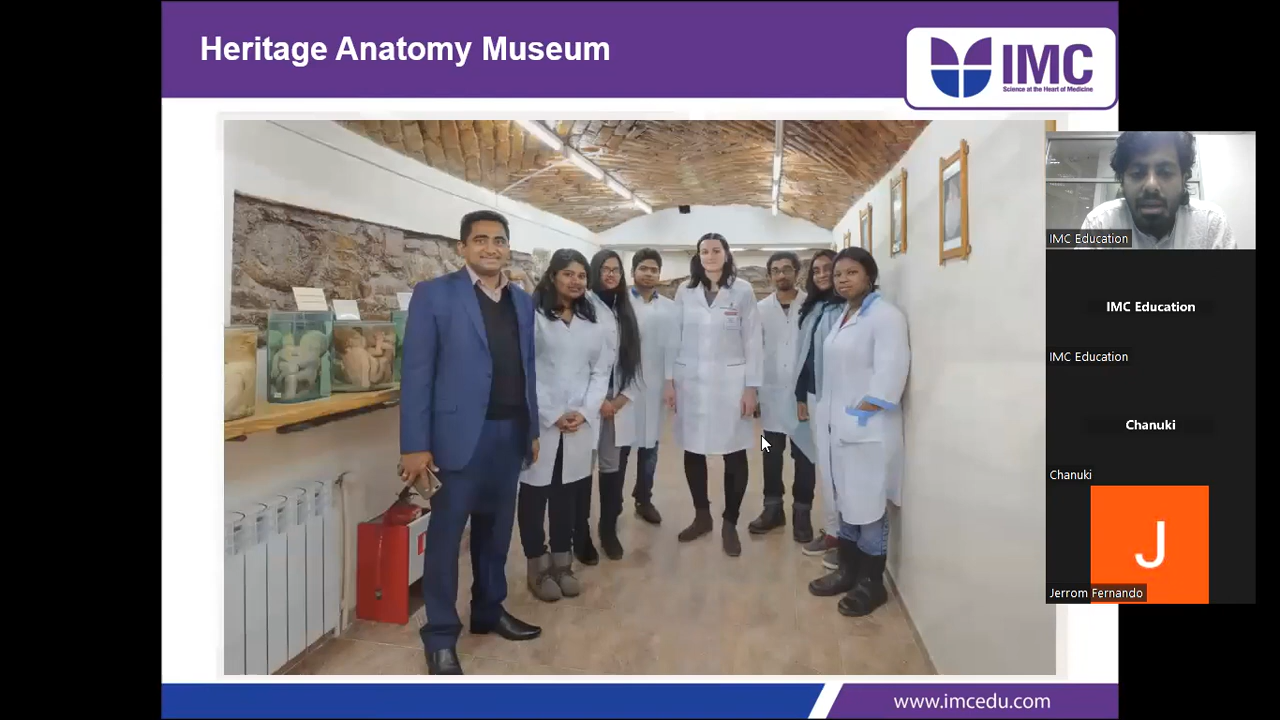 Heritage Anatomy Museum
IMC
Science at the Heart of Medicine
IMC Education
IMC Education
IMC Education
Chanuki
Chanuki
J
Jerrom Fernando
www.imcedu.com